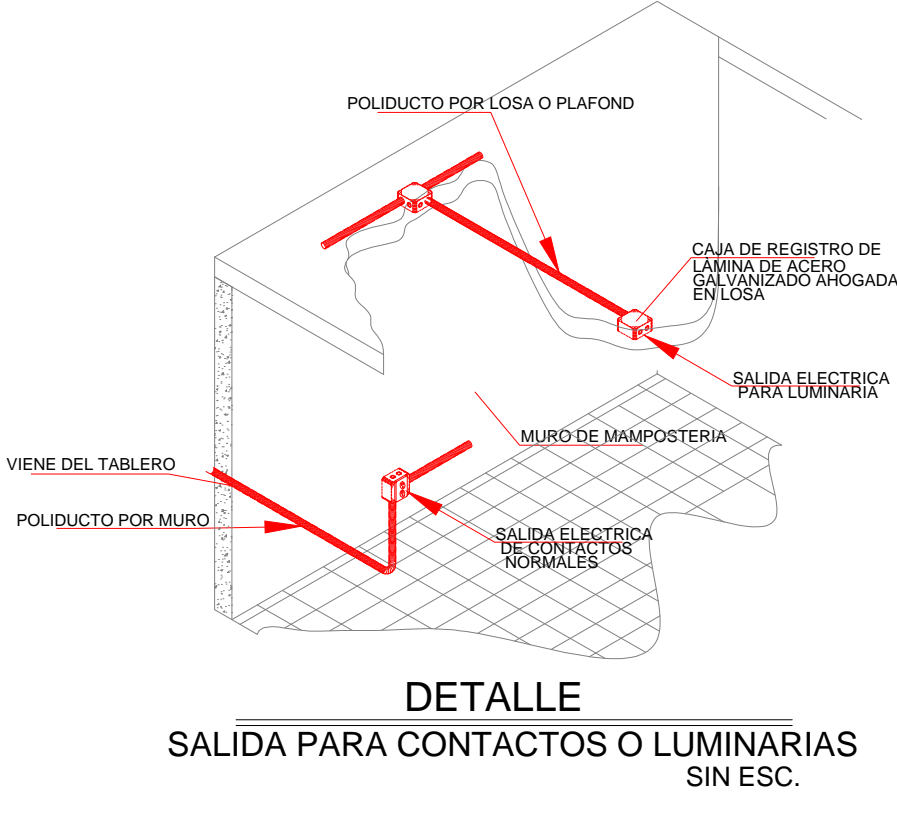 POLIDUCTO POR LOSA O PLAFOND
CAJA DE REGISTRO DE
LAMINA DE ACERO
GALVANIZADO AHOGADA
EN LOSA
SALIDA ELECTRICA
PARA LUMINARIA
MURO DE MAMPOSTERIA
VIENE DEL TABLERO
POLIDUCTO POR MURO
SALIDA ELECTRICA
DE CONTACTOS
NORMALES
DETALLE
SALIDA PARA CONTACTOS O LUMINARIAS
SIN ESC.